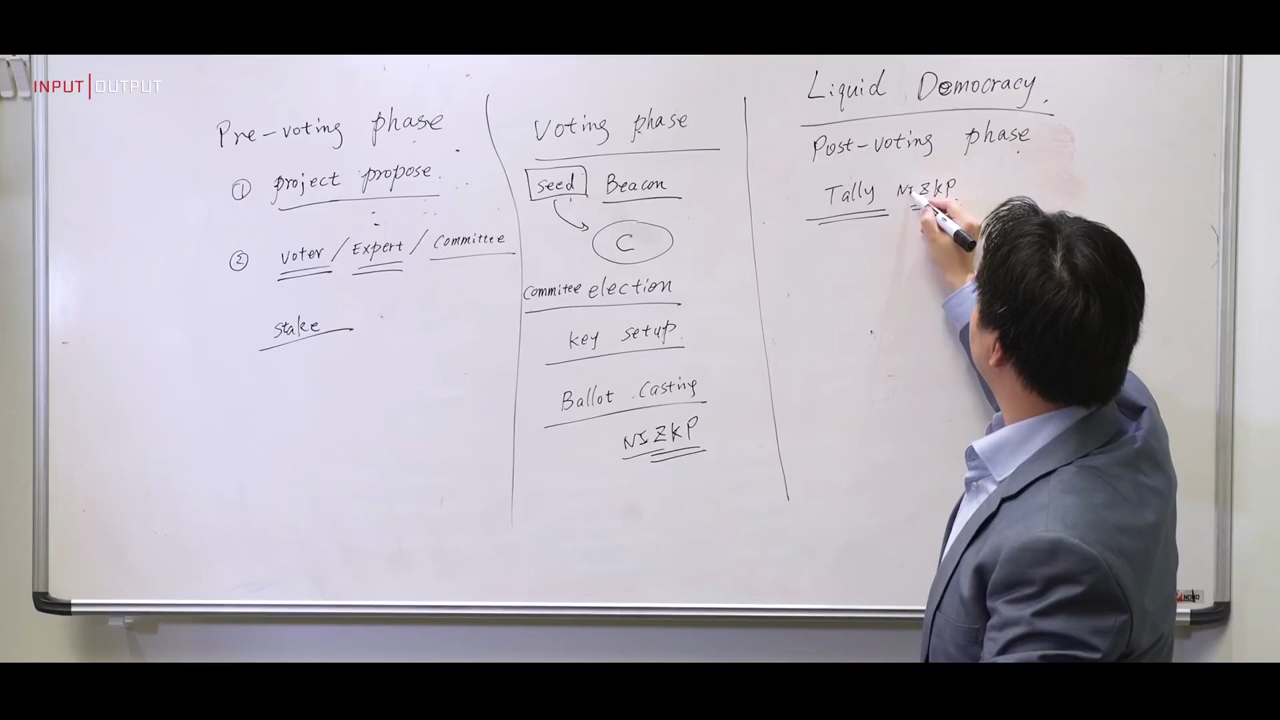 INPUT|OUTPUT
Liquid Democracy.
Pre-voting phase
① project propose.
② voter / Expert / Committee
stake
Voting phase
seed Beacon
C
Commitee election
key setup.
Ballot Casting
NIZKP
Post-voting phase
Tally NIZKP